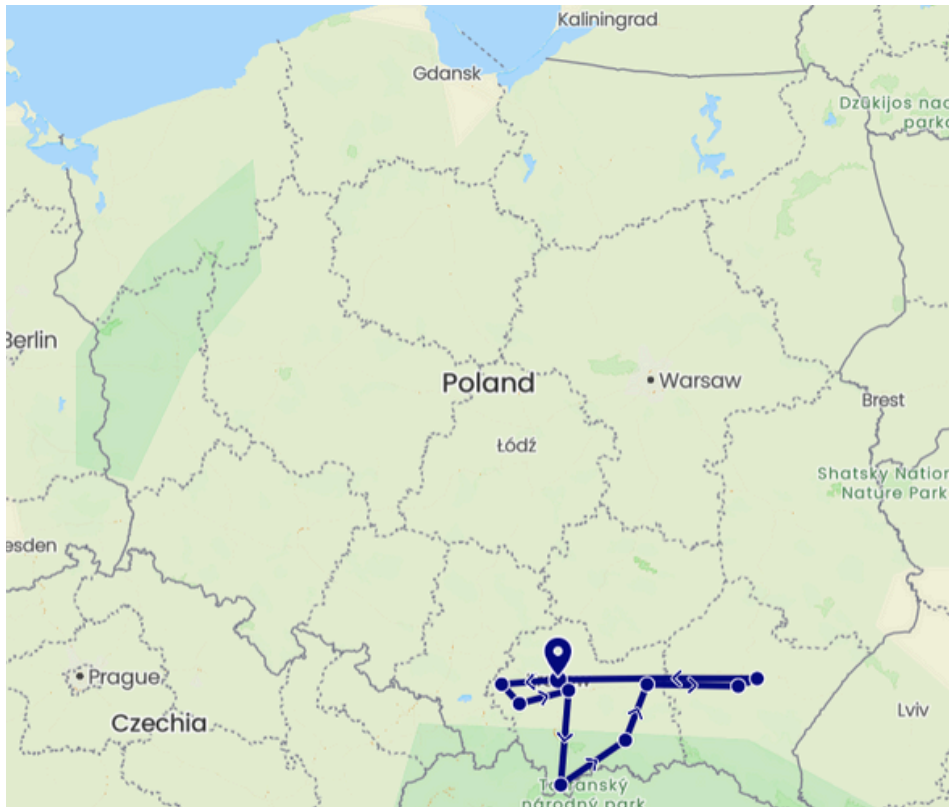 Kaliningrad
Gdansk
Dzūkijos nac
parko
Berlin
Poland
Warsaw
Brest
Łódź
Shatsky Nation
Nature Park
esden
Prague
Lviv
Czechia
národný park